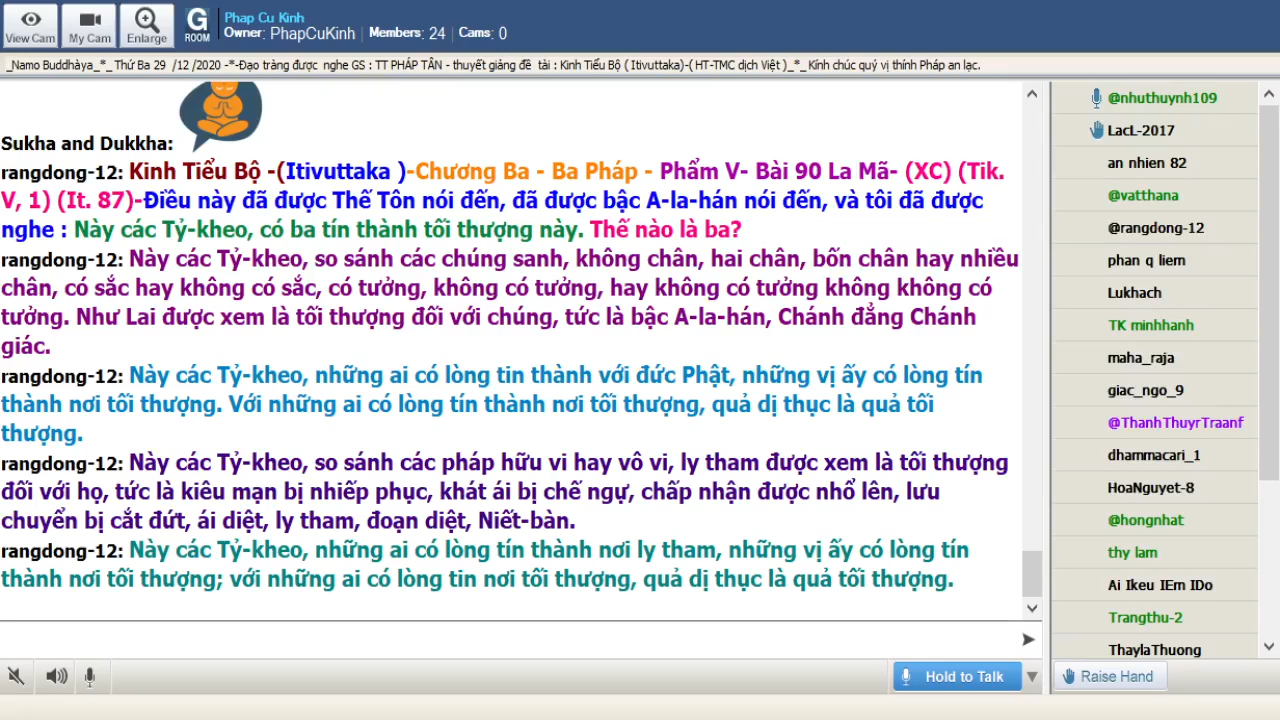 View Cam
My Cam
Enlarge
G
ROOM
Phap Cu Kinh
Owner: PhapCuKinh | Members: 24 | Cams: 0
_Namo Buddhàya_*_ Thứ Ba 29 /12 /2020 -*-Đạo tràng được nghe GS : TT PHÁP TÂN - thuyết giảng đề tài : Kinh Tiểu Bộ ( Itivuttaka)-( HT-TMC dịch Việt )_*_ Kính chúc quý vị thính Pháp an lạc.
Sukha and Dukkha:
rangdong-12: Kinh Tiểu Bộ -(Itivuttaka )-Chương Ba - Ba Pháp - Phẩm V- Bài 90 La Mã- (XC) (Tik.
V, 1) (It. 87)-Điều này đã được Thế Tôn nói đến, đã được bậc A-la-hán nói đến, và tôi đã được
nghe : Này các Tỷ-kheo, có ba tín thành tối thượng này. Thế nào là ba?
rangdong-12: Này các Tỷ-kheo, so sánh các chúng sanh, không chân, hai chân, bốn chân hay nhiều
chân, có sắc hay không có sắc, có tưởng, không có tưởng, hay không có tưởng không không có
tưởng. Như Lai được xem là tối thượng đối với chúng, tức là bậc A-la-hán, Chánh đẳng Chánh
giác.
rangdong-12: Này các Tỷ-kheo, những ai có lòng tin thành với đức Phật, những vị ấy có lòng tín
thành nơi tối thượng. Với những ai có lòng tín thành nơi tối thượng, quả dị thục là quả tối
thượng.
rangdong-12: Này các Tỷ-kheo, so sánh các pháp hữu vi hay vô vi, ly tham được xem là tối thượng
đối với họ, tức là kiêu mạn bị nhiếp phục, khát ái bị chế ngự, chấp nhận được nhổ lên, lưu
chuyển bị cắt đứt, ái diệt, ly tham, đoạn diệt, Niết-bàn.
rangdong-12: Này các Tỷ-kheo, những ai có lòng tín thành nơi ly tham, những vị ấy có lòng tín
thành nơi tối thượng; với những ai có lòng tin nơi tối thượng, quả dị thục là quả tối thượng.
@nhuthuynh109
LacL-2017
an nhien 82
@vatthana
@rangdong-12
phan q liem
Lukhach
TK minhhanh
maha_raja
giac_ngo_9
@ThanhThuyrTraanf
dhammacari_1
HoaNguyet-8
@hongnhat
thy lam
Ai Ikeu IEm IDo
Trangthu-2
ThaylaThuong
Hold to Talk
Raise Hand